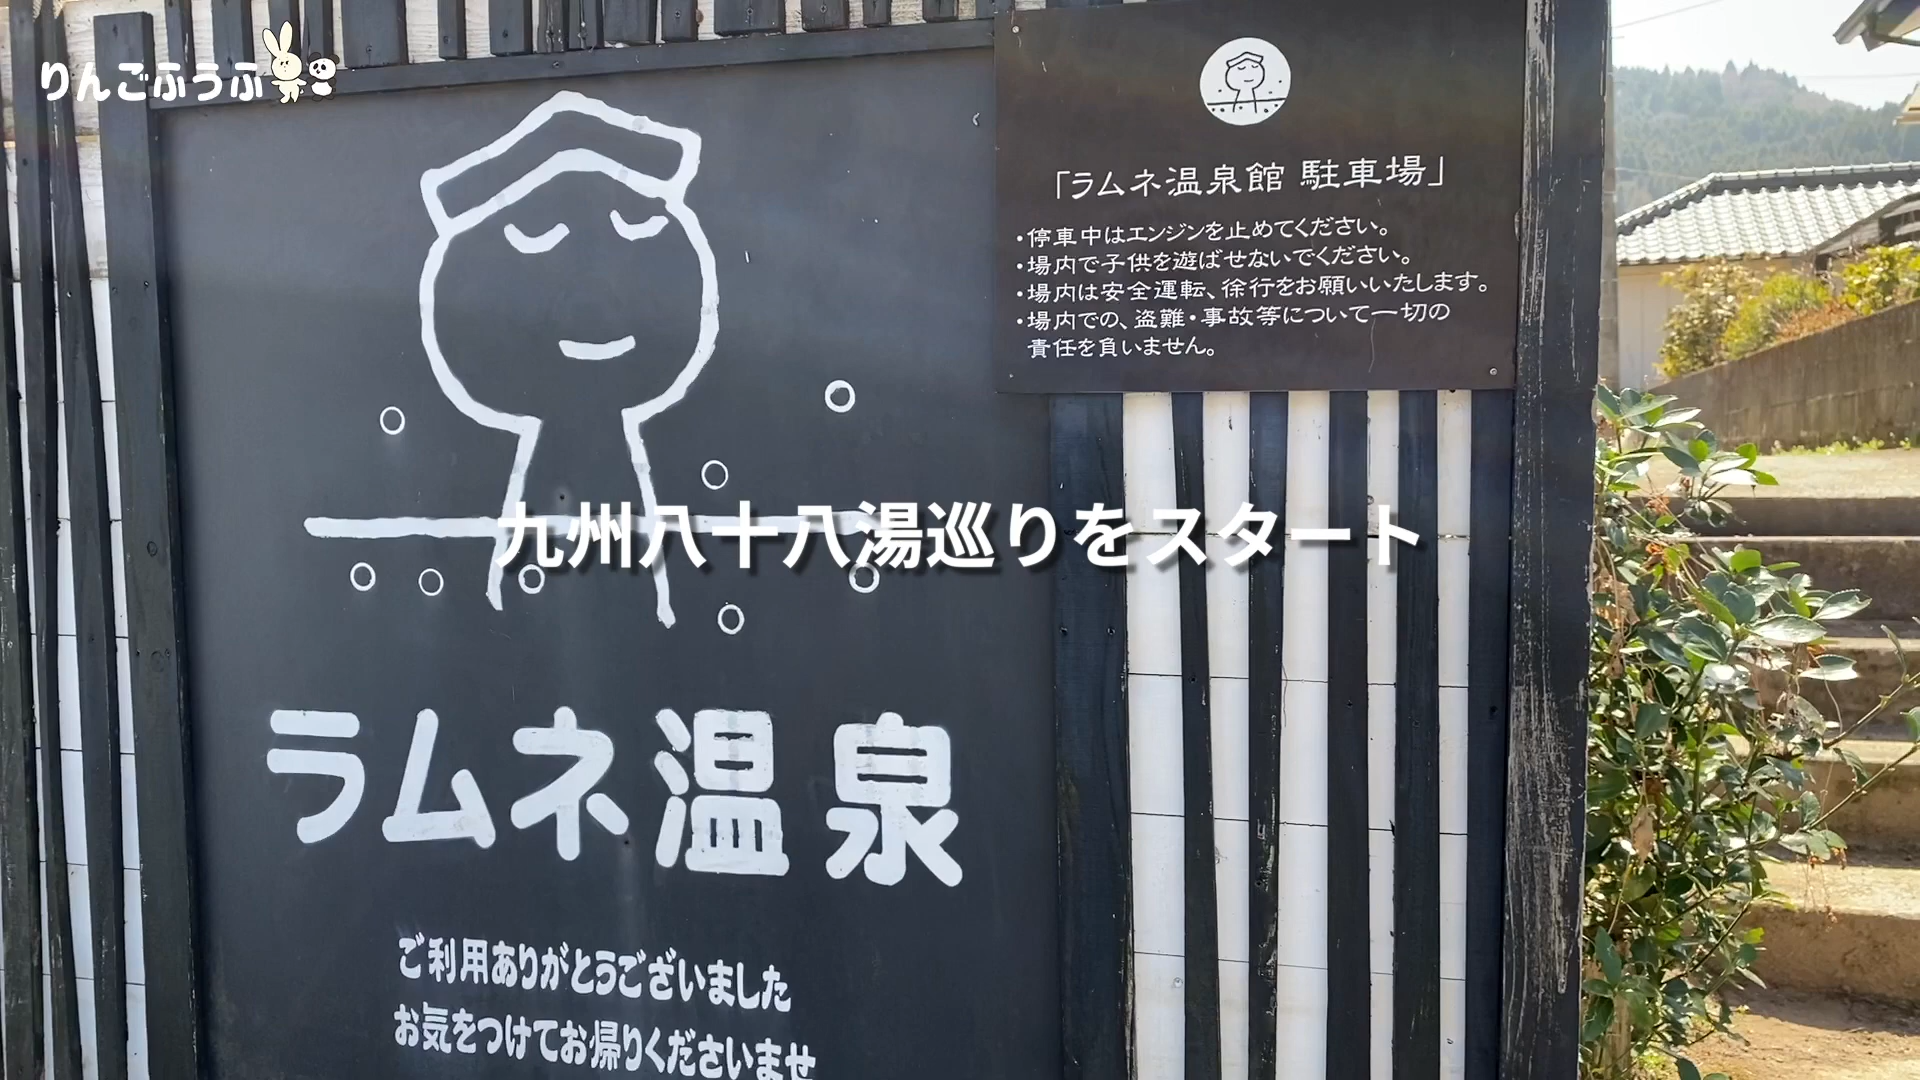 りんごふうふ
「ラムネ温泉館 駐車場」
・停車中はエンジンを止めてください。
・場内で子供を遊ばせないでください。
・場内は安全運転、徐行をお願いいたします。
・場内での、盗難・事故等について一切の
責任を負いません。
九州八十八湯巡りをスタート
ラムネ温泉
ご利用ありがとうございました
お気をつけてお帰りくださいませ